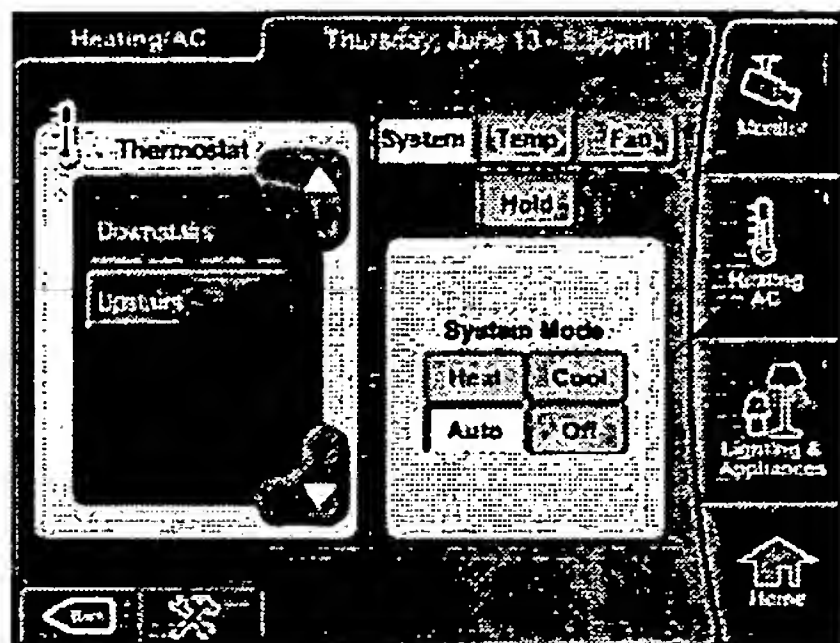 Heating/AC
Thursday, June 13 -
Thermostat
System
Temp
Fan
Hold
Downstairs
Upstairs
System Mode
Heat
Cool
Auto
Off
Monitor
Heating
AC
Lighting &
Appliances
Home
Back